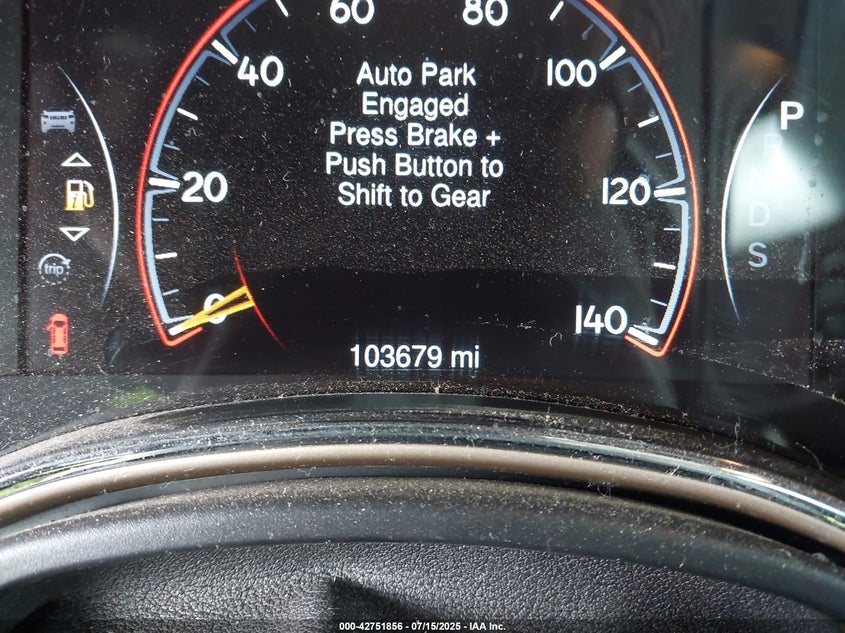 60 80
40 100
Auto Park
Engaged
Press Brake +
Push Button to
Shift to Gear
20 120
0 140
P
R
N
D
S
trip
103679 mi
000-42751856 - 07/15/2025 - IAA Inc.